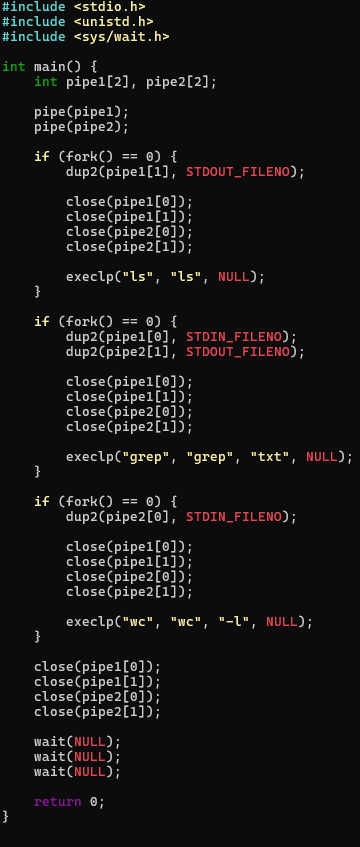 #include <stdio.h>
#include <unistd.h>
#include <sys/wait.h>

int main() {
    int pipe1[2], pipe2[2];

    pipe(pipe1);
    pipe(pipe2);

    if (fork() == 0) {
        dup2(pipe1[1], STDOUT_FILENO);

        close(pipe1[0]);
        close(pipe1[1]);
        close(pipe2[0]);
        close(pipe2[1]);

        execlp("ls", "ls", NULL);
    }

    if (fork() == 0) {
        dup2(pipe1[0], STDIN_FILENO);
        dup2(pipe2[1], STDOUT_FILENO);

        close(pipe1[0]);
        close(pipe1[1]);
        close(pipe2[0]);
        close(pipe2[1]);

        execlp("grep", "grep", "txt", NULL);
    }

    if (fork() == 0) {
        dup2(pipe2[0], STDIN_FILENO);

        close(pipe1[0]);
        close(pipe1[1]);
        close(pipe2[0]);
        close(pipe2[1]);

        execlp("wc", "wc", "-l", NULL);
    }

    close(pipe1[0]);
    close(pipe1[1]);
    close(pipe2[0]);
    close(pipe2[1]);

    wait(NULL);
    wait(NULL);
    wait(NULL);

    return 0;
}